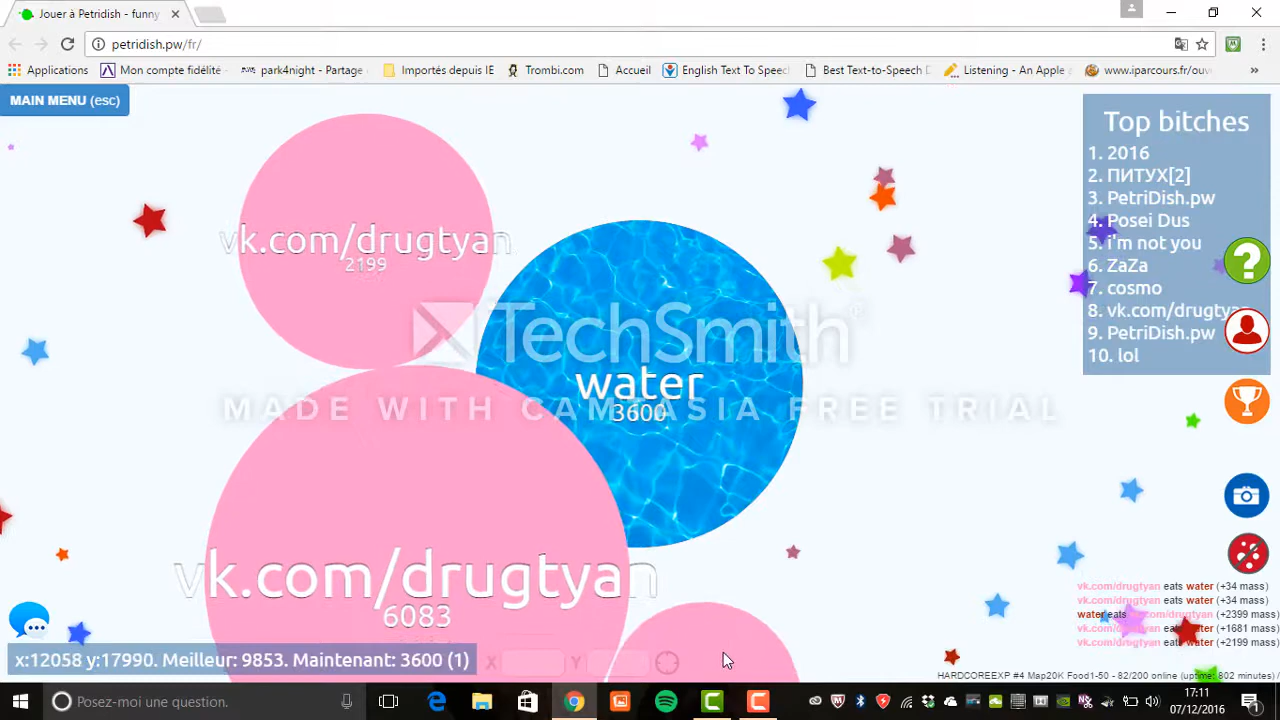 Jouer à Petridish - funny
petridish.pw/fr/
Applications Mon compte fidélité park4night - Partage Importés depuis IE Trombi.com Accueil English Text To Speech Best Text-to-Speech D Listening - An Apple www.iparcours.fr/ouv »
MAIN MENU (esc)
Top bitches
1. 2016
2. ПИТУХ[2]
3. PetriDish.pw
4. Posei Dus
5. i'm not you
6. ZaZa
7. cosmo
8. vk.com/drugtya
9. PetriDish.pw
10. lol
vk.com/drugtyan
2199
TechSmith
water
3600
MADE WITH CAMTASIA FREE TRIAL
vk.com/drugtyan
6083
vk.com/drugtyan eats water (+34 mass)
vk.com/drugtyan eats water (+34 mass)
water eats vk.com/drugtyan (+2399 mass)
vk.com/drugtyan eats water (+1681 mass)
vk.com/drugtyan eats water (+2199 mass)
x:12058 y:17990. Meilleur: 9853. Maintenant: 3600 (1)
X Y
HARDCOREEXP #4 Map20K Food1-50 - 82/200 online (uptime: 802 minutes)
Posez-moi une question.
17:11
07/12/2016
1